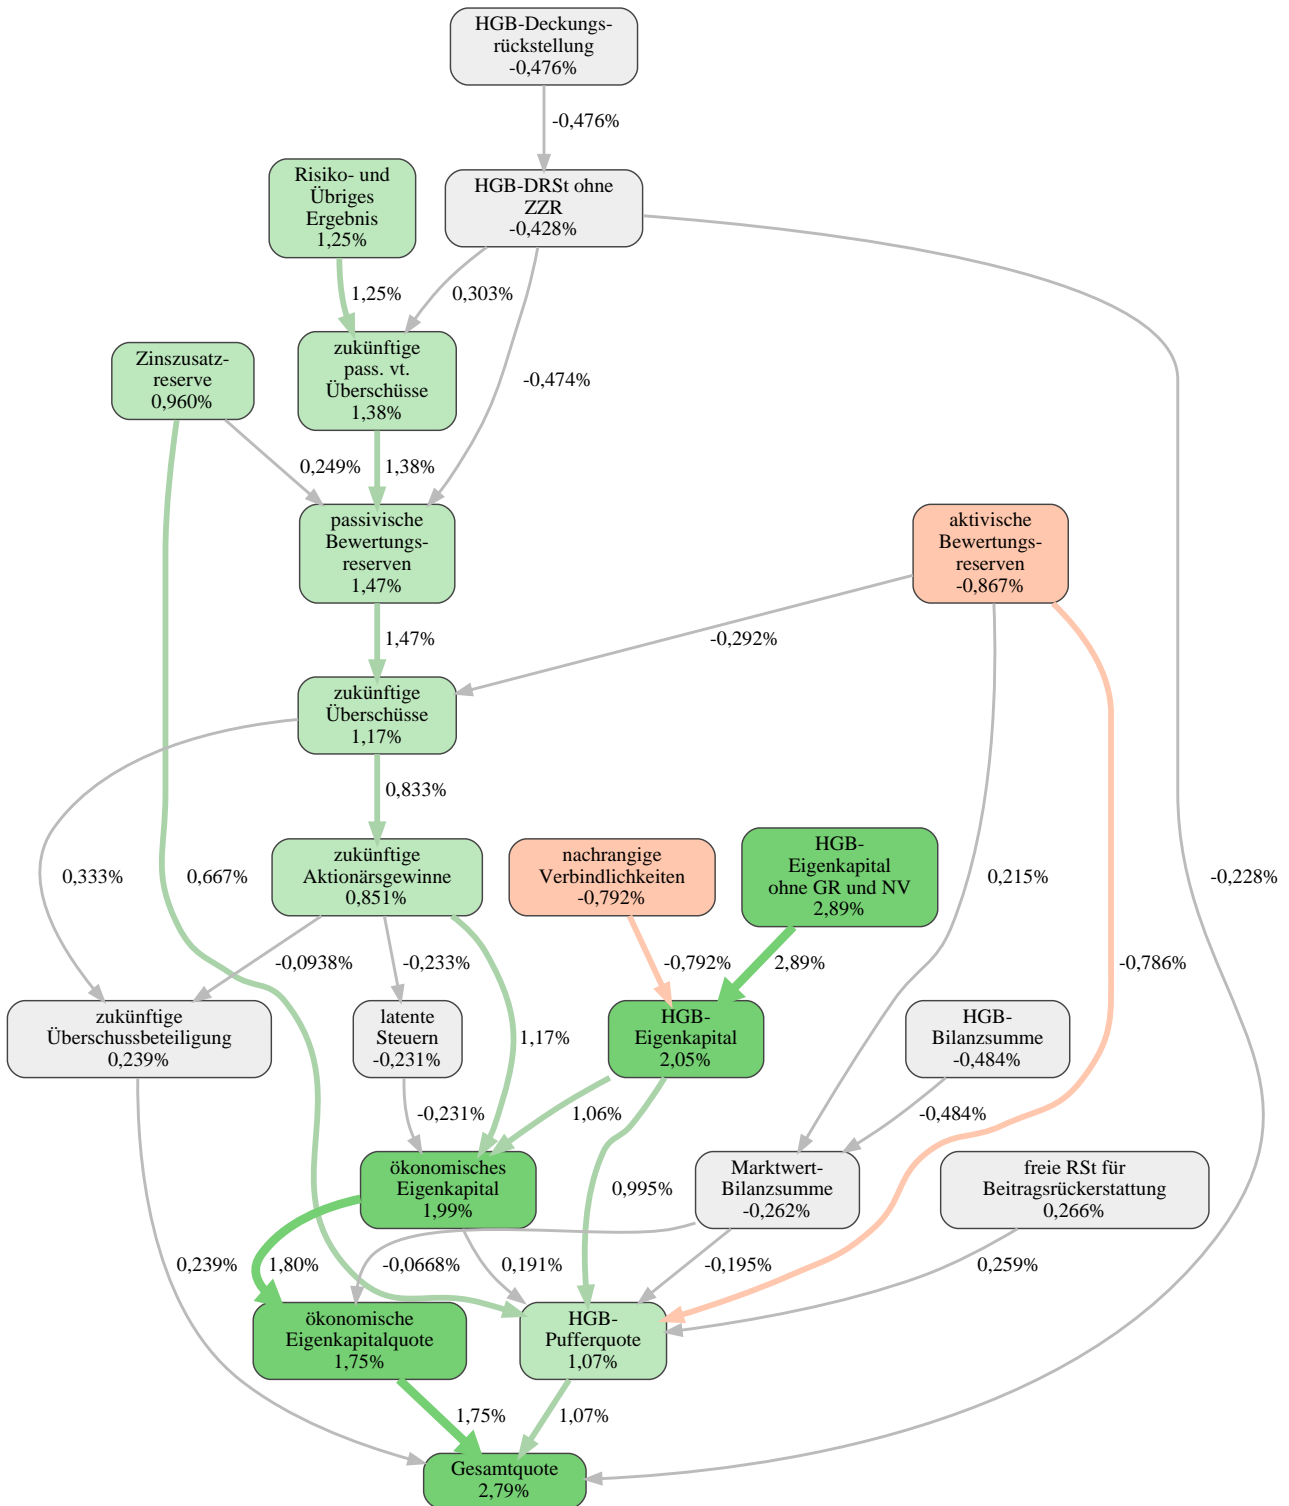 HGB-Deckungs-
rückstellung
-0,476%
-0,476%
Risiko- und
Übriges
Ergebnis
1,25%
HGB-DRSt ohne
ZZR
-0,428%
1,25%
0,303%
Zinszusatz-
reserve
0,960%
zukünftige
pass. vt.
Überschüsse
1,38%
-0,474%
0,249%
1,38%
passivische
Bewertungs-
reserven
1,47%
aktivische
Bewertungs-
reserven
-0,867%
1,47%
-0,292%
zukünftige
Überschüsse
1,17%
0,833%
zukünftige
Aktionärsgewinne
0,851%
nachrangige
Verbindlichkeiten
-0,792%
HGB-
Eigenkapital
ohne GR und NV
2,89%
0,333%
0,667%
0,215%
-0,228%
-0,0938%
-0,233%
-0,792%
2,89%
-0,786%
zukünftige
Überschussbeteiligung
0,239%
latente
Steuern
-0,231%
1,17%
HGB-
Eigenkapital
2,05%
HGB-
Bilanzsumme
-0,484%
-0,231%
1,06%
-0,484%
ökonomisches
Eigenkapital
1,99%
0,995%
Marktwert-
Bilanzsumme
-0,262%
freie RSt für
Beitragsrückerstattung
0,266%
0,239%
1,80%
-0,0668%
0,191%
-0,195%
0,259%
ökonomische
Eigenkapitalquote
1,75%
HGB-
Pufferquote
1,07%
1,75%
1,07%
Gesamtquote
2,79%